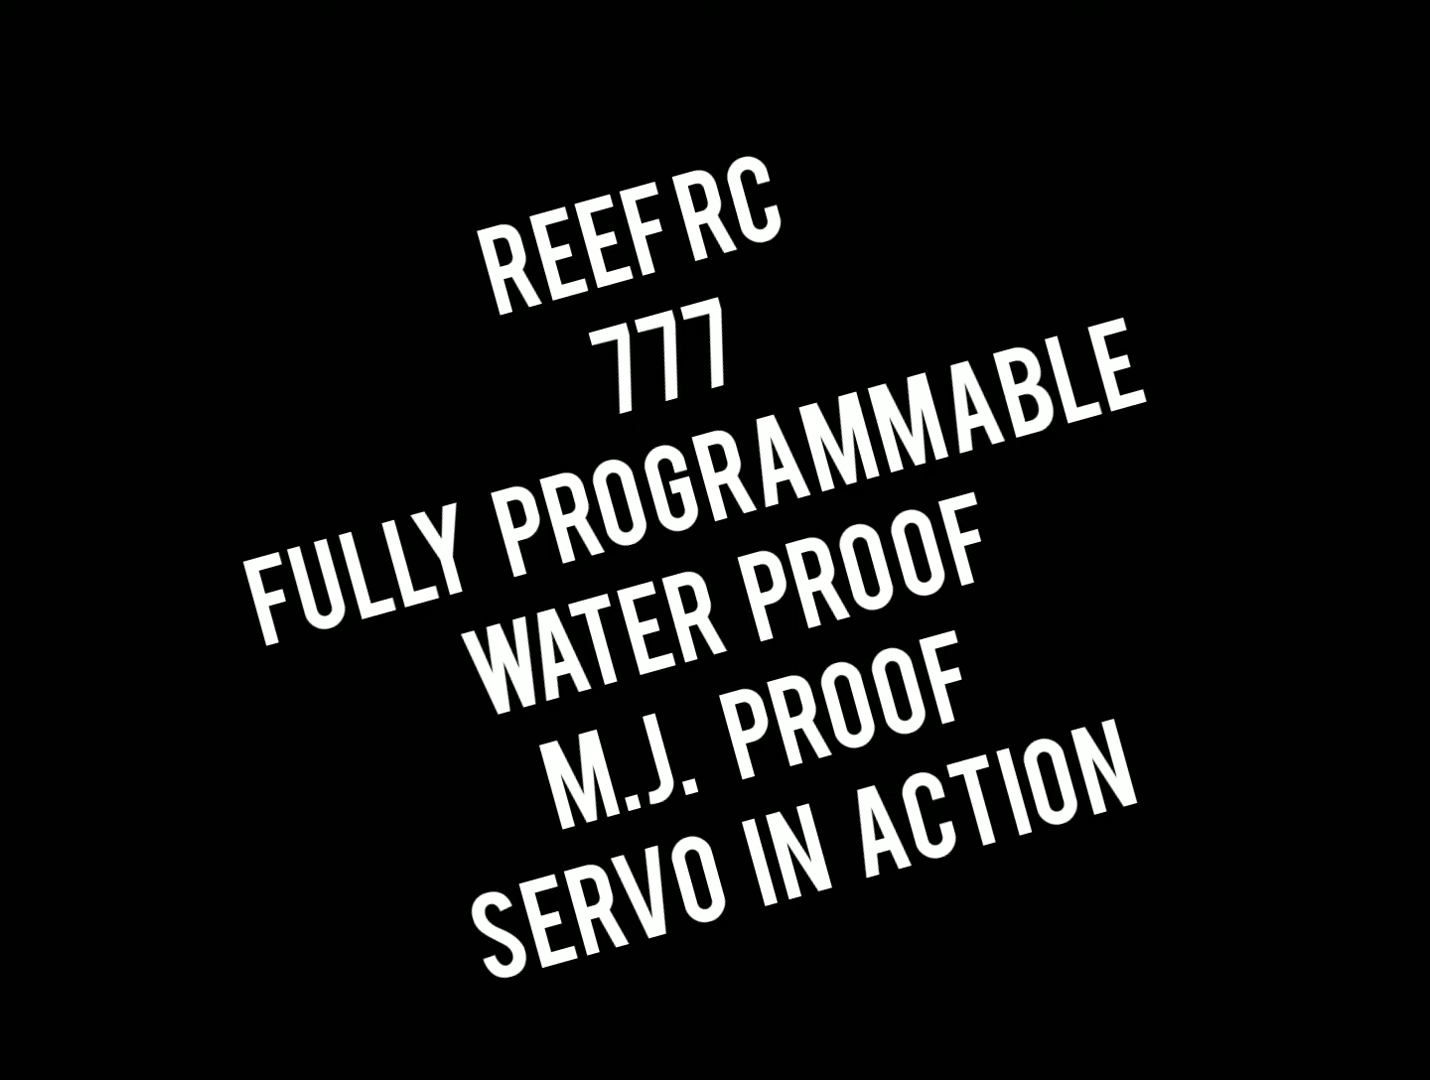 REEF RC
777
FULLY PROGRAMMABLE
WATER PROOF
M.J. PROOF
SERVO IN ACTION